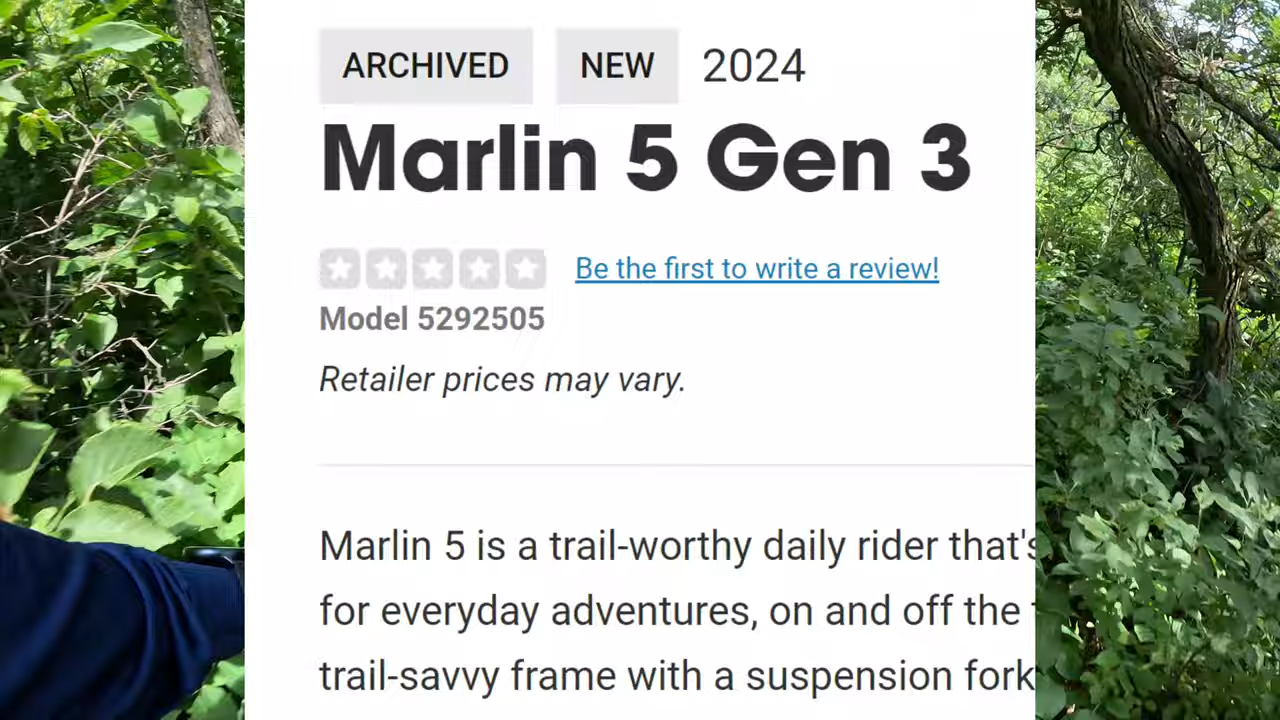 ARCHIVED NEW 2024
Marlin 5 Gen 3
Be the first to write a review!
Model 5292505
Retailer prices may vary.
Marlin 5 is a trail-worthy daily rider that's
for everyday adventures, on and off the
trail-savvy frame with a suspension fork